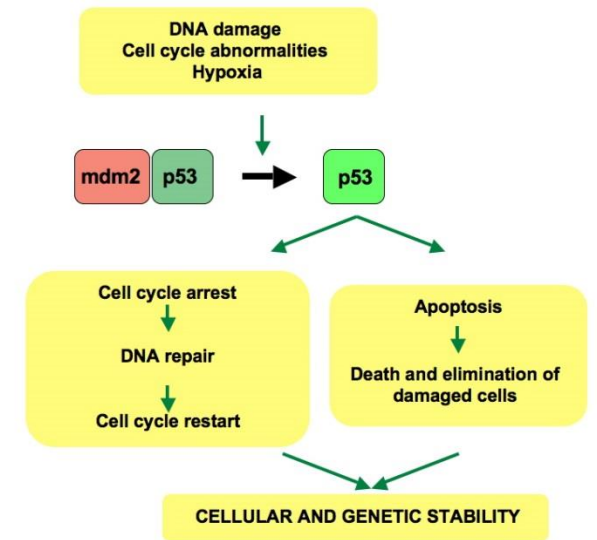 DNA damage
Cell cycle abnormalities
Hypoxia
mdm2 p53 p53
Cell cycle arrest
DNA repair
Cell cycle restart
Apoptosis
Death and elimination of
damaged cells
CELLULAR AND GENETIC STABILITY